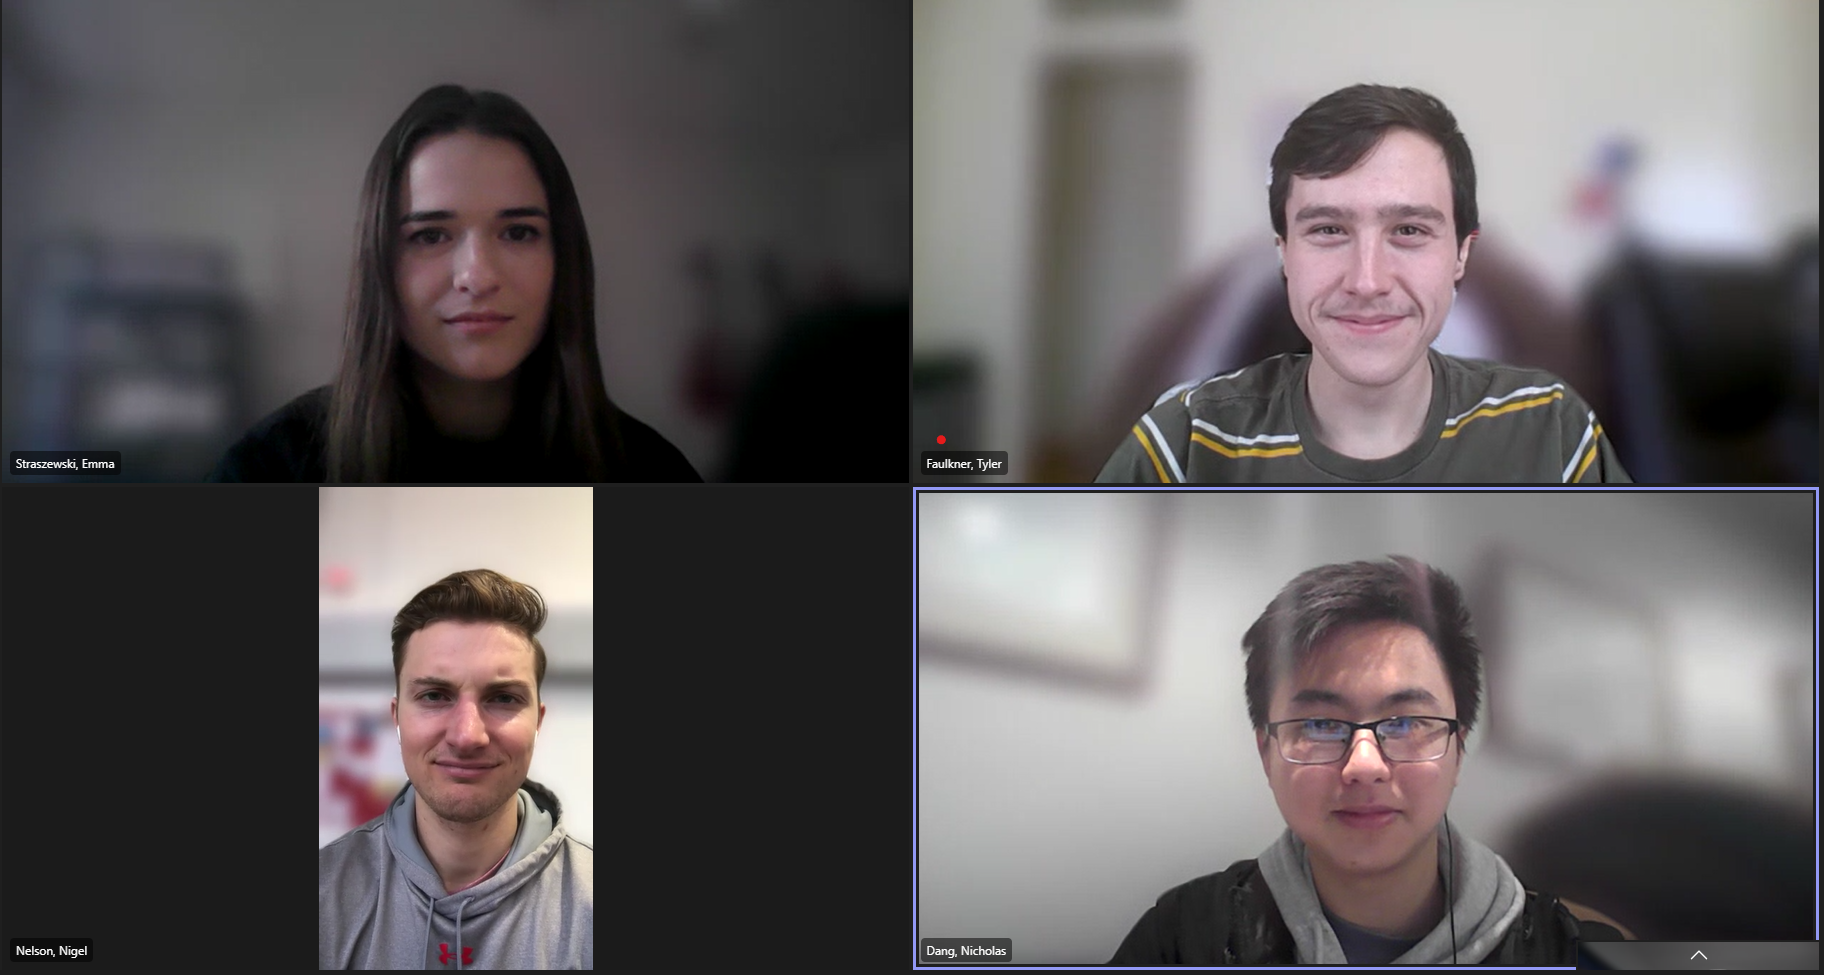 Straszewski, Emma
Faulkner, Tyler
Nelson, Nigel
Dang, Nicholas